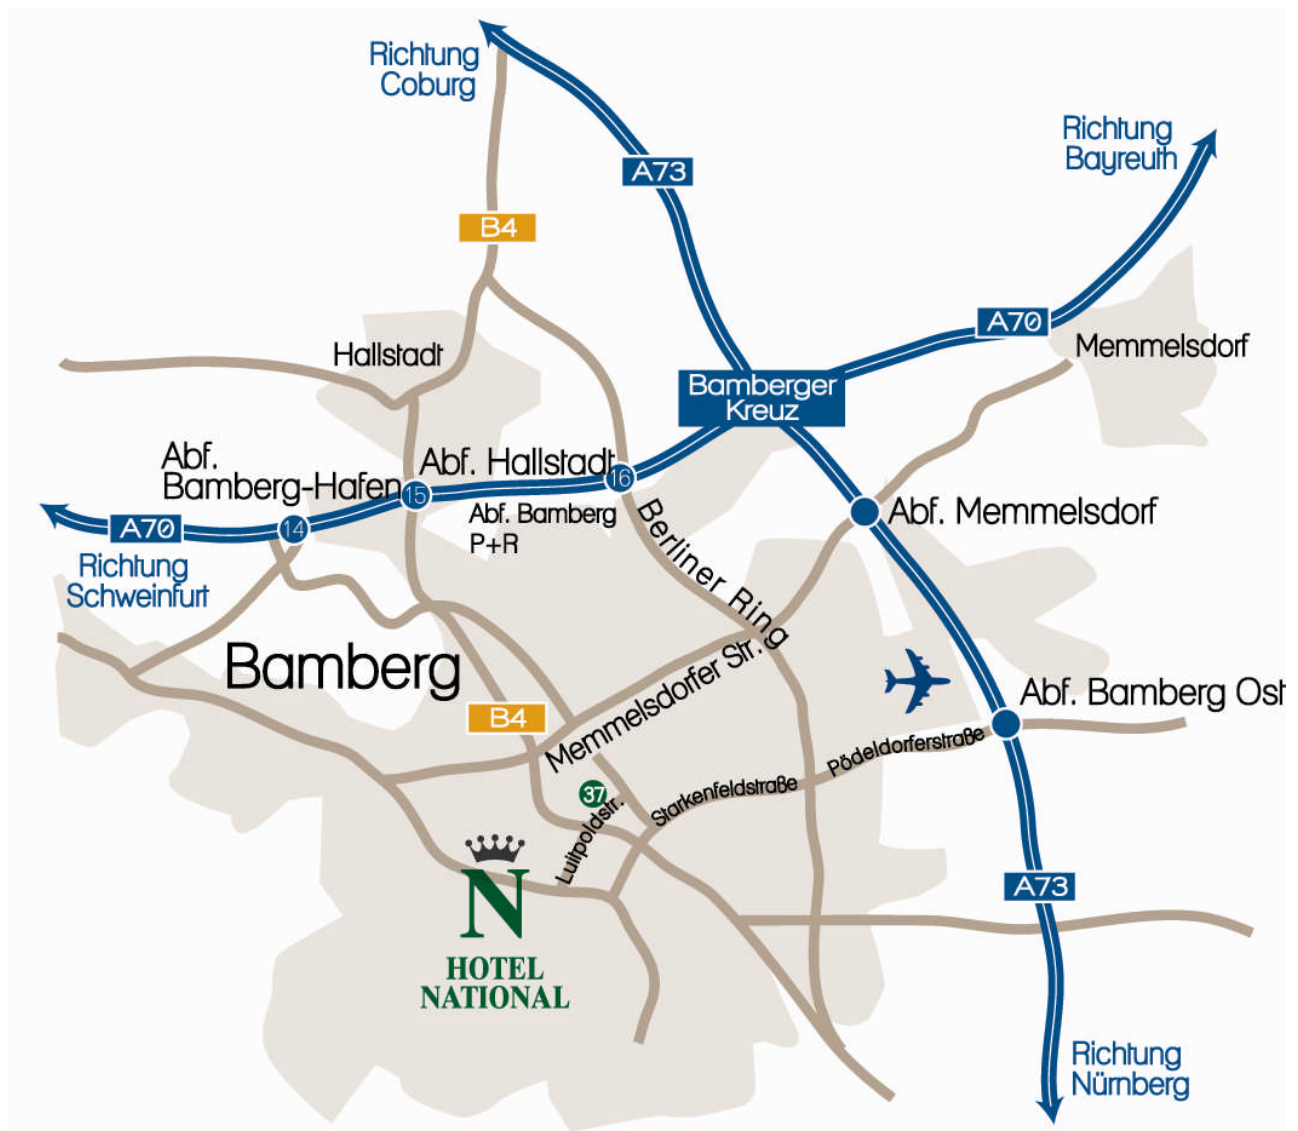 Richtung
Coburg
A73
Richtung
Bayreuth
B4
A70
Memmelsdorf
Hallstadt
Bamberger
Kreuz
Abf.
Bamberg-Hafen
15
Abf. Hallstadt
16
A70
14
Abf. Bamberg
P+R
Berliner Ring
Abf. Memmelsdorf
Richtung
Schweinfurt
Bamberg
Memmelsdorfer Str.
Abf. Bamberg Ost
B4
Pödeldorferstraße
Starkenfeldstraße
37
Luitpoldstr.
A73
N
HOTEL
NATIONAL
Richtung
Nürnberg